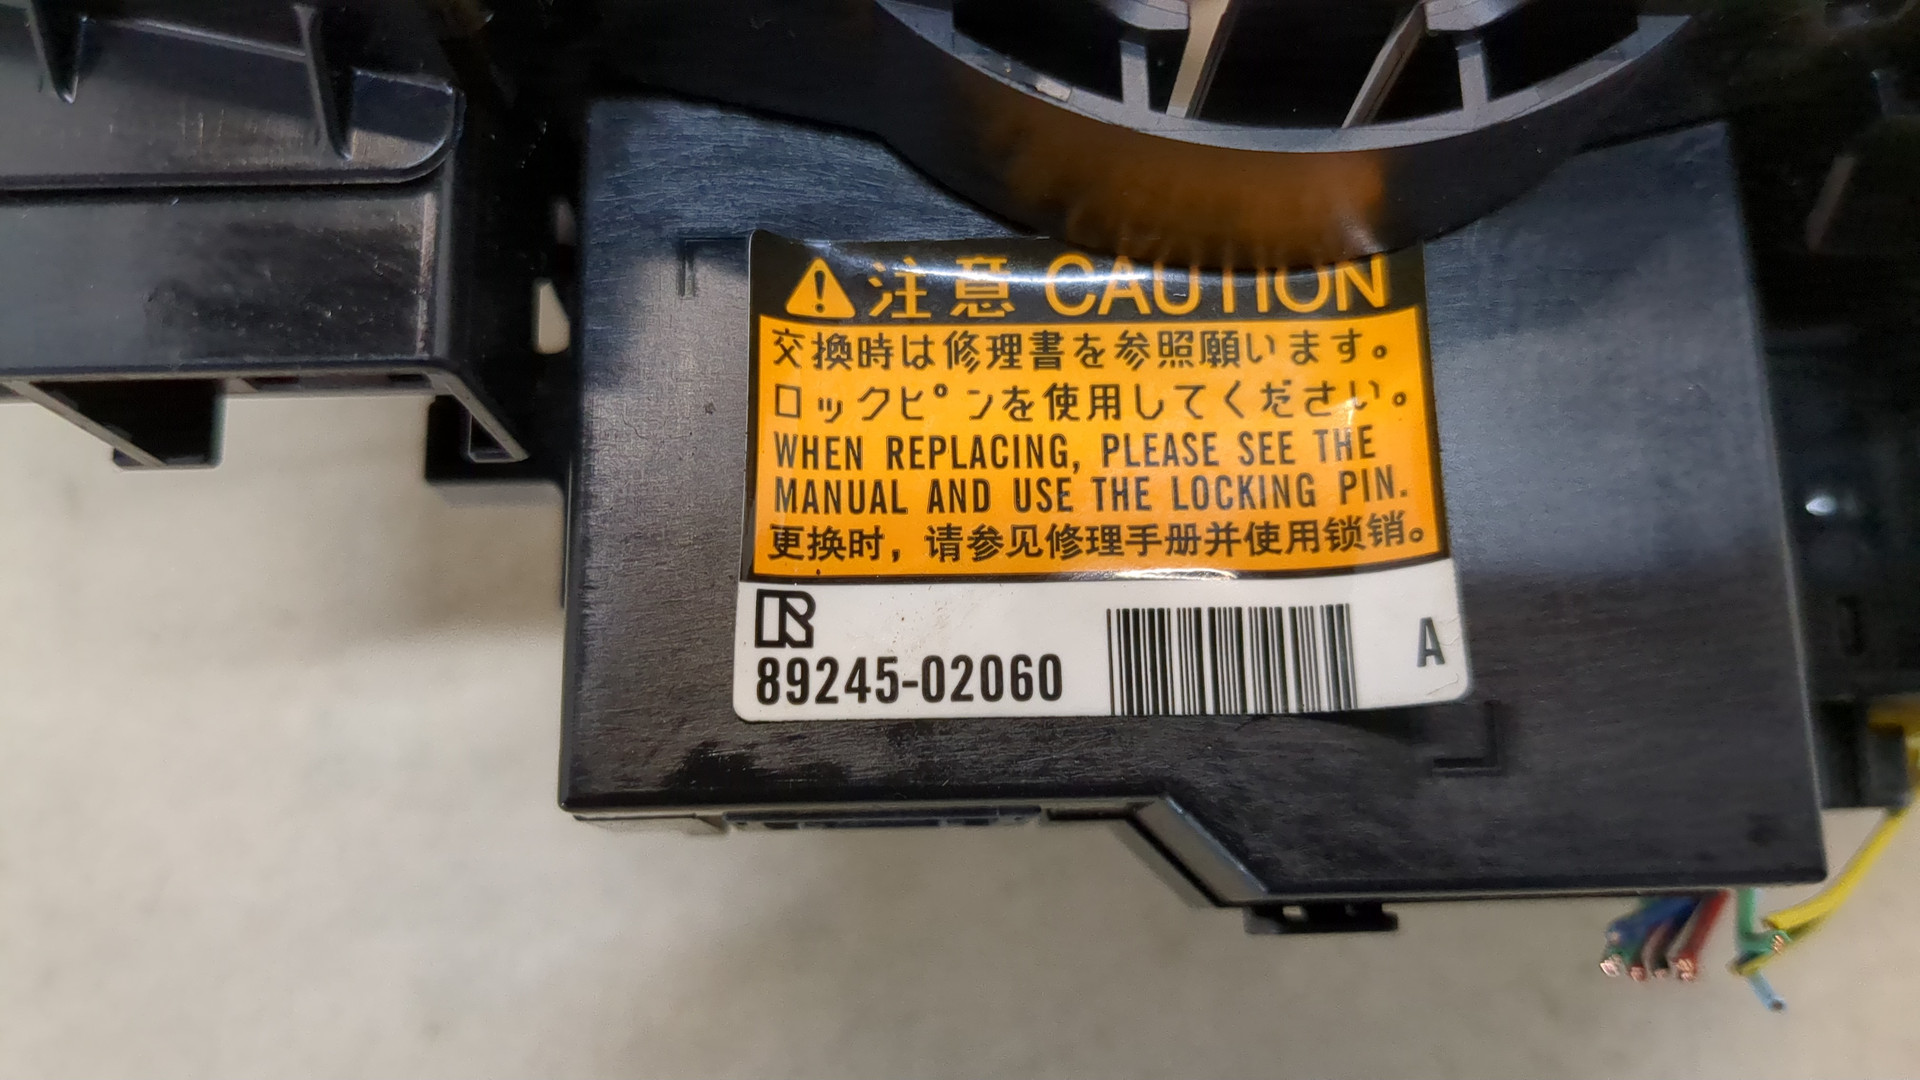 注意 CAUTION
交換時は修理書を参照願います。
ロックピンを使用してください。
WHEN REPLACING, PLEASE SEE THE
MANUAL AND USE THE LOCKING PIN.
更换时，请参见修理手册并使用锁销。
R
89245-02060
A